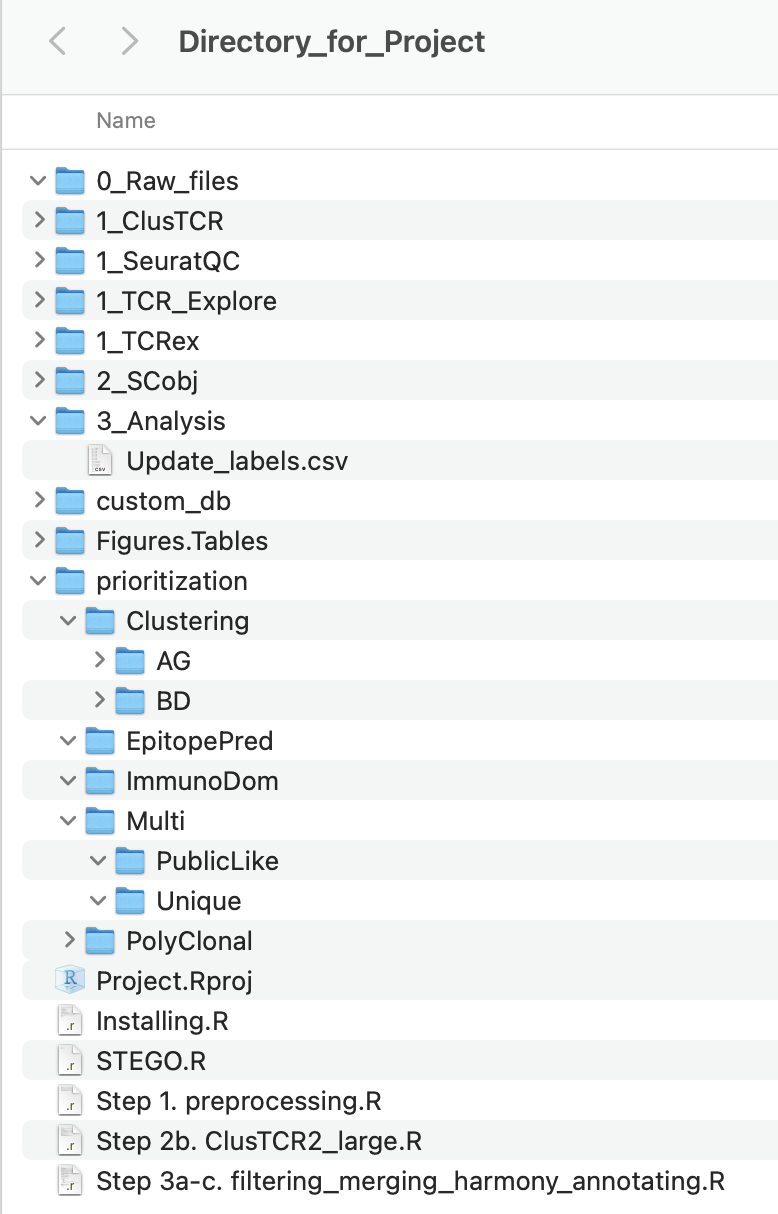 Directory_for_Project
Name
0_Raw_files
1_ClusTCR
1_SeuratQC
1_TCR_Explore
1_TCRex
2_SCobj
3_Analysis
Update_labels.csv
custom_db
Figures.Tables
prioritization
Clustering
AG
BD
EpitopePred
ImmunoDom
Multi
PublicLike
Unique
PolyClonal
Project.Rproj
Installing.R
STEGO.R
Step 1. preprocessing.R
Step 2b. ClusTCR2_large.R
Step 3a-c. filtering_merging_harmony_annotating.R